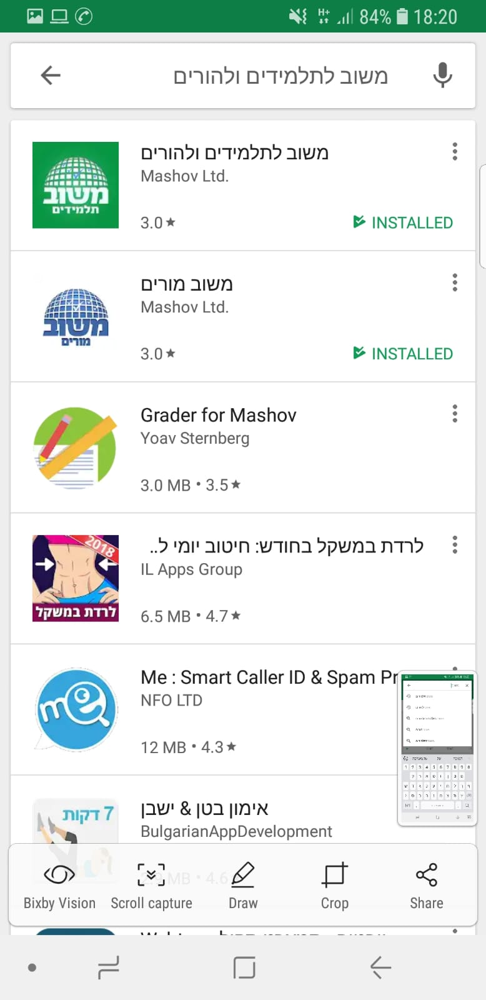 H+ 84% 18:20
משוב לתלמידים ולהורים
משוב
תלמידים
משוב לתלמידים ולהורים
Mashov Ltd.
3.0★
INSTALLED
משוב
מורים
משוב מורים
Mashov Ltd.
3.0★
INSTALLED
Grader for Mashov
Yoav Sternberg
3.0 MB • 3.5★
2018
לרדת במשקל
לרדת במשקל בחודש: חיטוב יומי ל..
IL Apps Group
6.5 MB • 4.7★
me
Me : Smart Caller ID & Spam Pr
NFO LTD
12 MB • 4.3★
7 דקות
אימון בטן & ישבן
BulgarianAppDevelopment
MB • 4.6
Bixby Vision
Scroll capture
Draw
Crop
Share